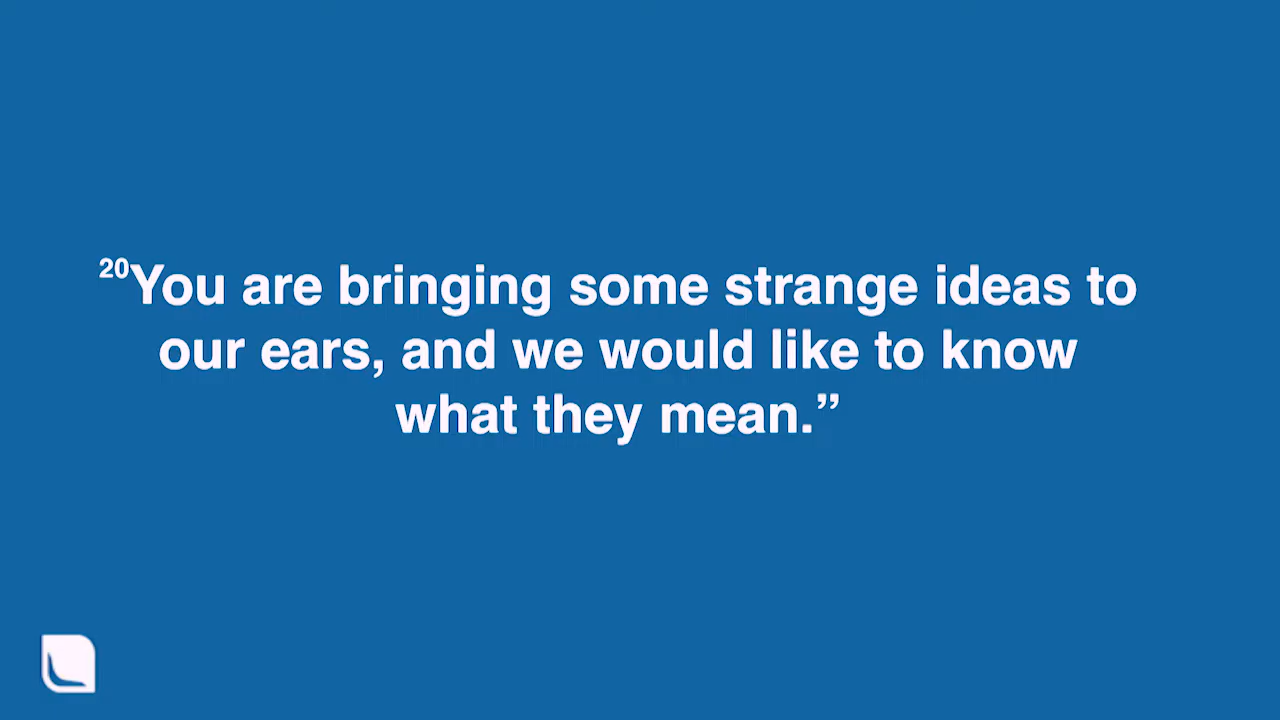 ²⁰You are bringing some strange ideas to
our ears, and we would like to know
what they mean.”